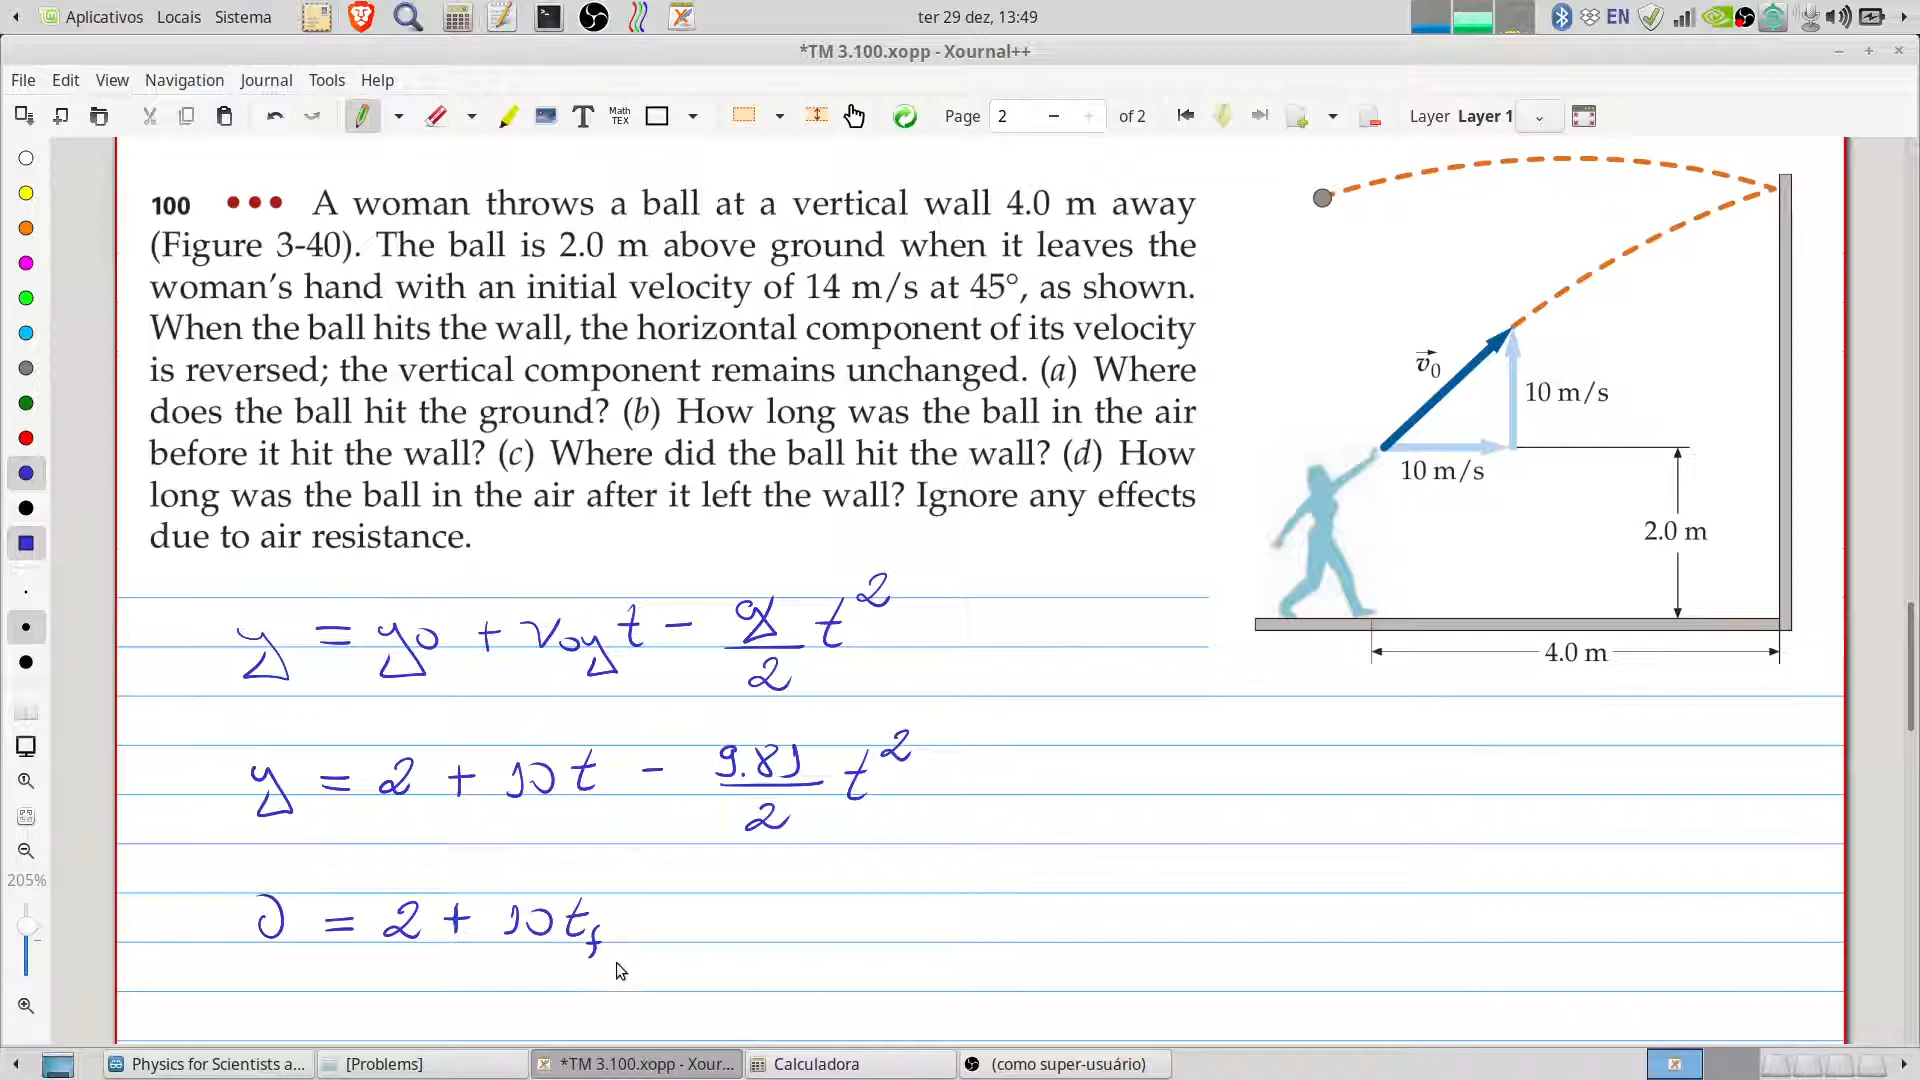 Aplicativos Locais Sistema
ter 29 dez, 13:49
EN
*TM 3.100.xopp - Xournal++
File Edit View Navigation Journal Tools Help
Math TEX
Page 2 of 2
Layer Layer 1
100 ••• A woman throws a ball at a vertical wall 4.0 m away
(Figure 3-40). The ball is 2.0 m above ground when it leaves the
woman's hand with an initial velocity of 14 m/s at 45°, as shown.
When the ball hits the wall, the horizontal component of its velocity
is reversed; the vertical component remains unchanged. (a) Where
does the ball hit the ground? (b) How long was the ball in the air
before it hit the wall? (c) Where did the ball hit the wall? (d) How
long was the ball in the air after it left the wall? Ignore any effects
due to air resistance.
v⃗0
10 m/s
10 m/s
2.0 m
4.0 m
y = y0 + v0y t - g/2 t^2
y = 2 + 10t - 9.81/2 t^2
0 = 2 + 10tf
205%
Physics for Scientists a... [Problems] *TM 3.100.xopp - Xour... Calculadora (como super-usuário)